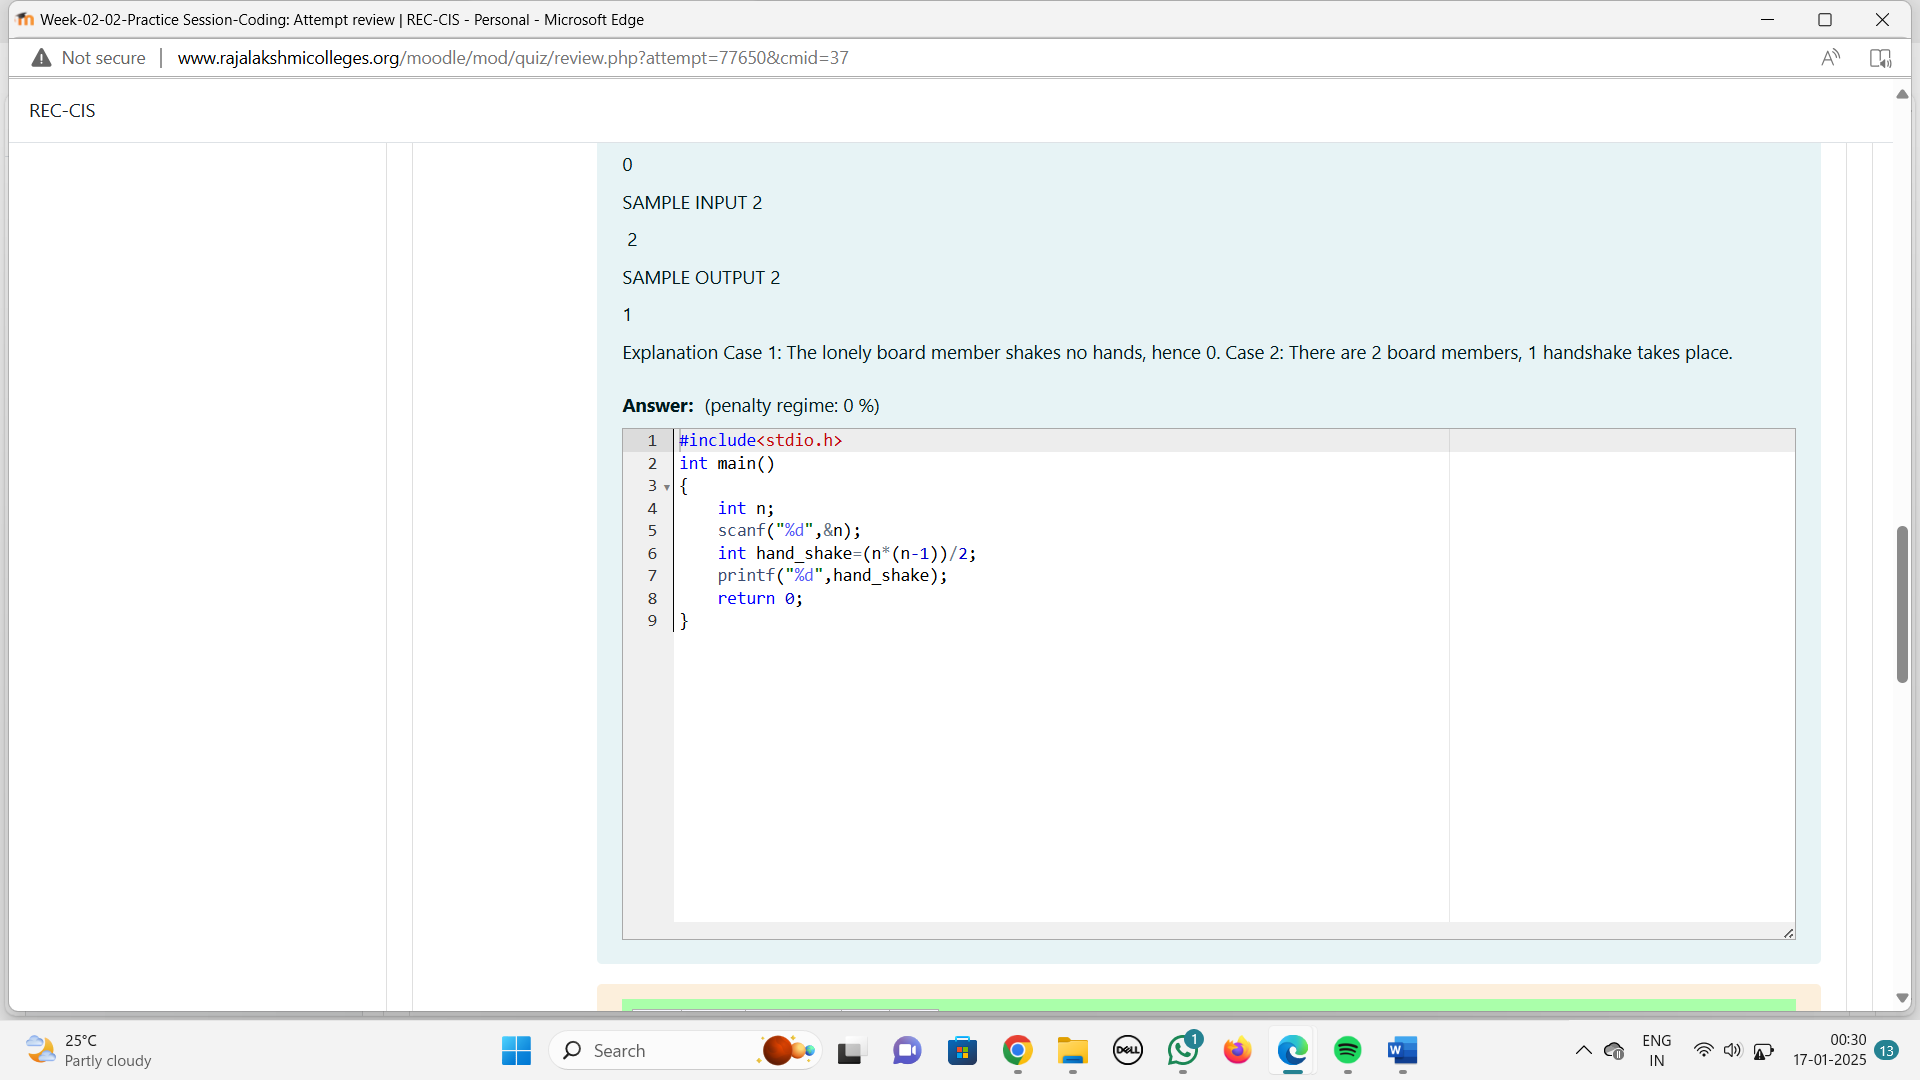 Week-02-02-Practice Session-Coding: Attempt review | REC-CIS - Personal - Microsoft Edge
Not secure | www.rajalakshmicolleges.org/moodle/mod/quiz/review.php?attempt=77650&cmid=37
REC-CIS
0
SAMPLE INPUT 2
2
SAMPLE OUTPUT 2
1
Explanation Case 1: The lonely board member shakes no hands, hence 0. Case 2: There are 2 board members, 1 handshake takes place.
Answer: (penalty regime: 0 %)
1 #include<stdio.h>
2 int main()
3 {
4     int n;
5     scanf("%d",&n);
6     int hand_shake=(n*(n-1))/2;
7     printf("%d",hand_shake);
8     return 0;
9 }
25°C
Partly cloudy
Search
DELL
1
W
ENG
IN
00:30
17-01-2025
13